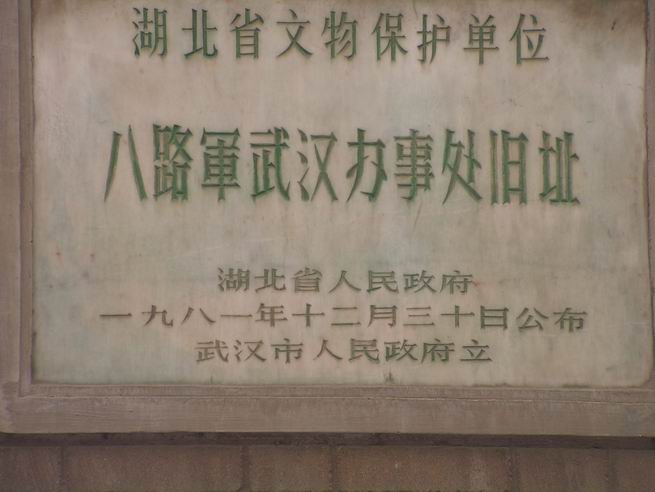 湖北省文物保护单位
八路軍武汉办事处旧址
湖北省人民政府
一九八一年十二月三十日公布
武汉市人民政府立